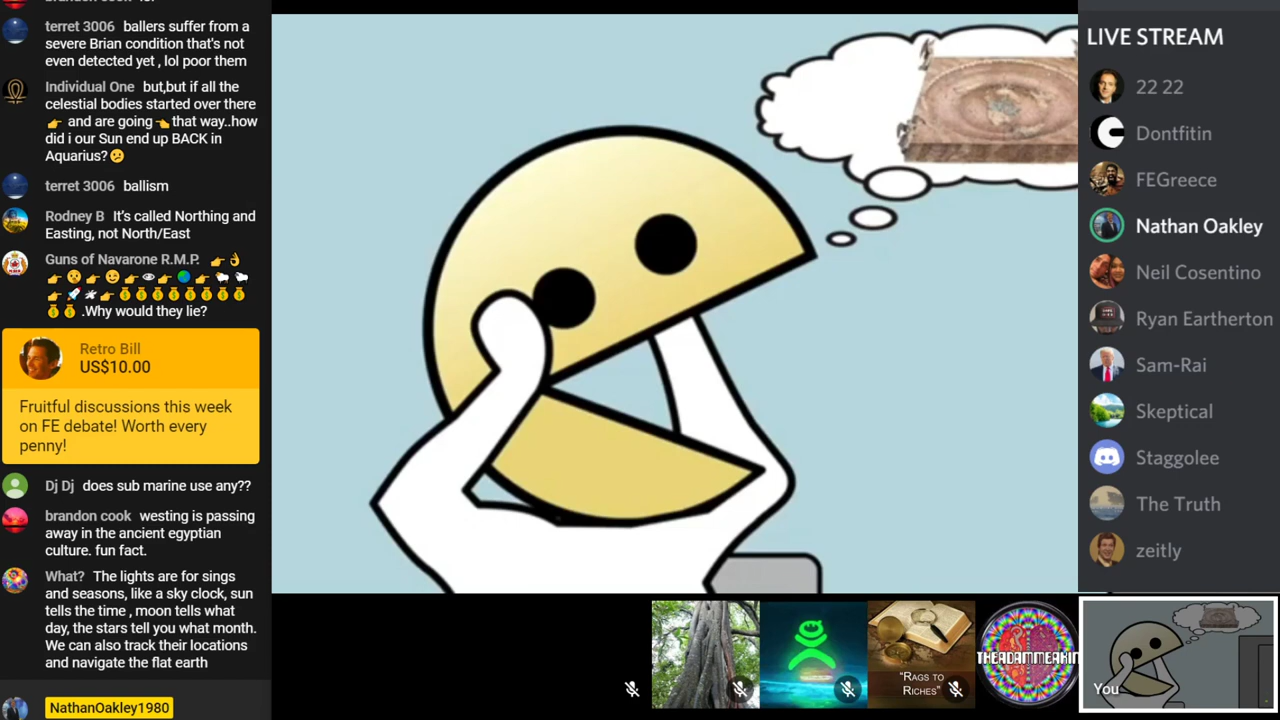 terret 3006 ballers suffer from a
severe Brian condition that's not
even detected yet , lol poor them
Individual One but,but if all the
celestial bodies started over there
👉 and are going 👈 that way..how
did i our Sun end up BACK in
Aquarius?😕
terret 3006 ballism
Rodney B It's called Northing and
Easting, not North/East
Guns of Navarone R.M.P.
.Why would they lie?
Retro Bill
US$10.00
Fruitful discussions this week
on FE debate! Worth every
penny!
Dj Dj does sub marine use any??
brandon cook westing is passing
away in the ancient egyptian
culture. fun fact.
What? The lights are for sings
and seasons, like a sky clock, sun
tells the time , moon tells what
day, the stars tell you what month.
We can also track their locations
and navigate the flat earth
NathanOakley1980
LIVE STREAM
22 22
Dontfitin
FEGreece
Nathan Oakley
Neil Cosentino
Ryan Eartherton
Sam-Rai
Skeptical
Staggolee
The Truth
zeitly
"RAGS TO
RICHES"
THEADAMMEAKIN
You